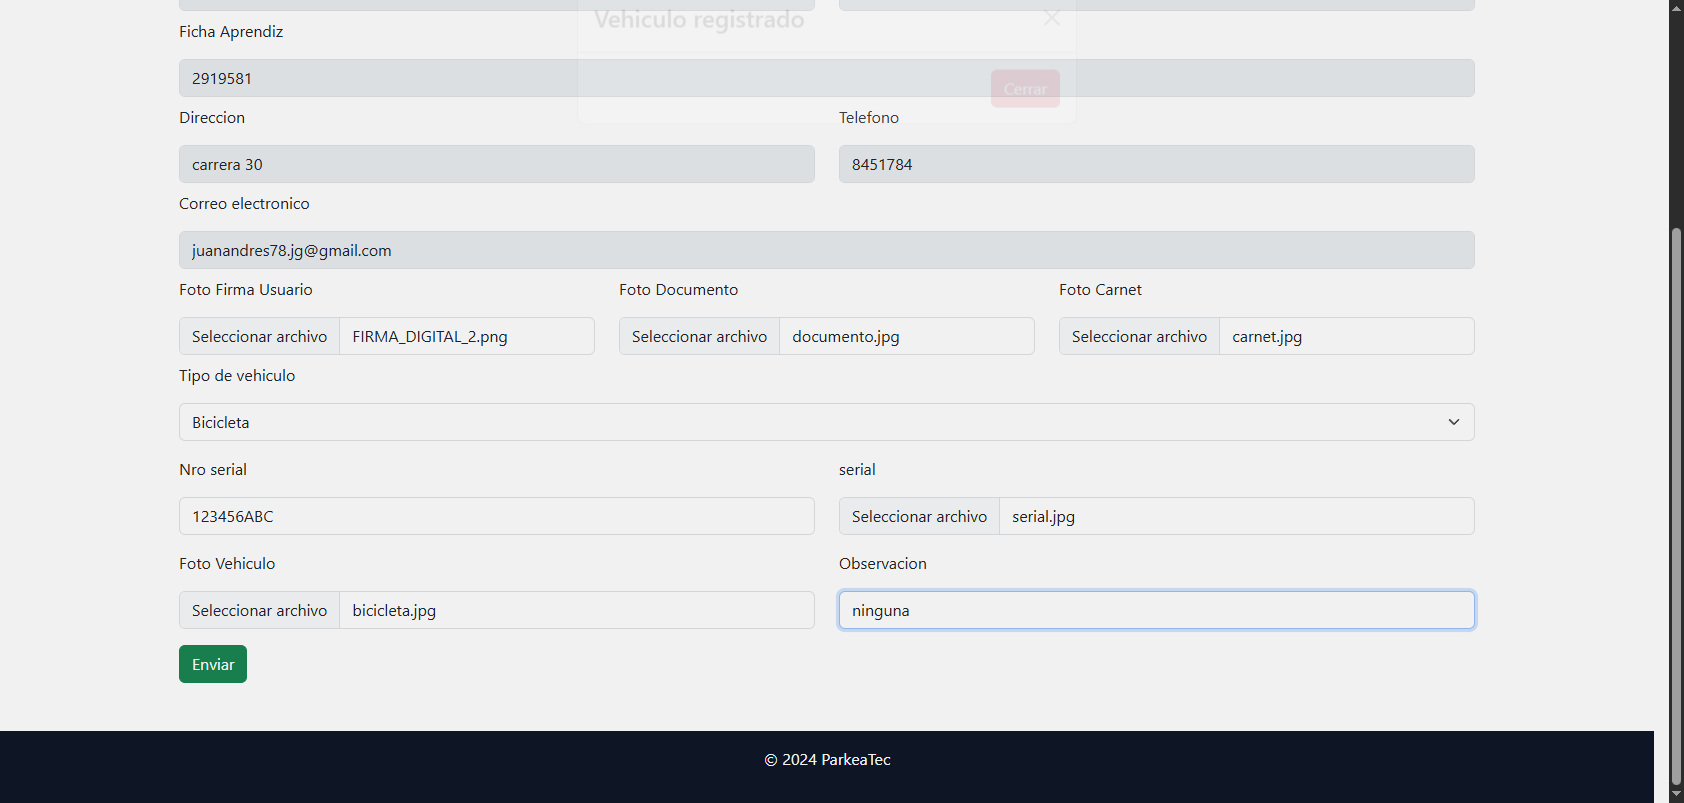 Vehiculo registrado
Ficha Aprendiz
2919581
Cerrar
Direccion
Telefono
carrera 30
8451784
Correo electronico
juanandres78.jg@gmail.com
Foto Firma Usuario
Foto Documento
Foto Carnet
Seleccionar archivo FIRMA_DIGITAL_2.png
Seleccionar archivo documento.jpg
Seleccionar archivo carnet.jpg
Tipo de vehiculo
Bicicleta
Nro serial
serial
123456ABC
Seleccionar archivo serial.jpg
Foto Vehiculo
Observacion
Seleccionar archivo bicicleta.jpg
ninguna
Enviar
© 2024 ParkeaTec